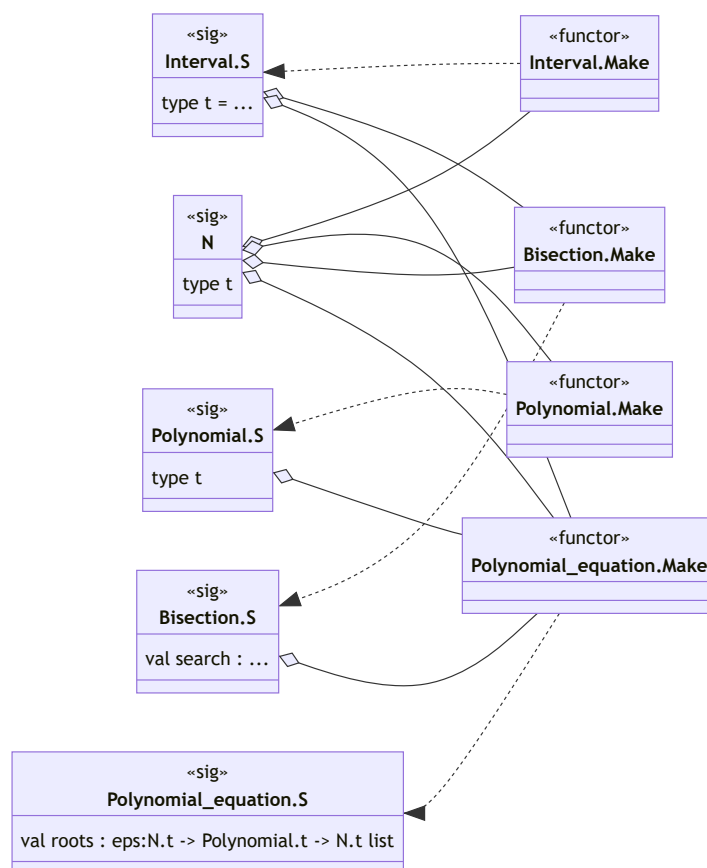 «sig»
Interval.S
type t = ...
«functor»
Interval.Make
«sig»
N
type t
«functor»
Bisection.Make
«functor»
Polynomial.Make
«sig»
Polynomial.S
type t
«functor»
Polynomial_equation.Make
«sig»
Bisection.S
val search : ...
«sig»
Polynomial_equation.S
val roots : eps:N.t -> Polynomial.t -> N.t list